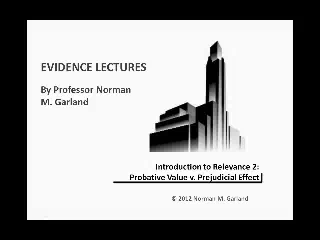 EVIDENCE LECTURES
By Professor Norman
M. Garland
Introduction to Relevance 2:
Probative Value v. Prejudicial Effect
© 2012 Norman M. Garland